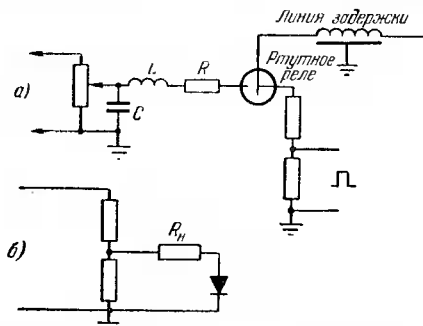 Линия задержки
Ртутное реле
а)
L
R
C
б)
Rн